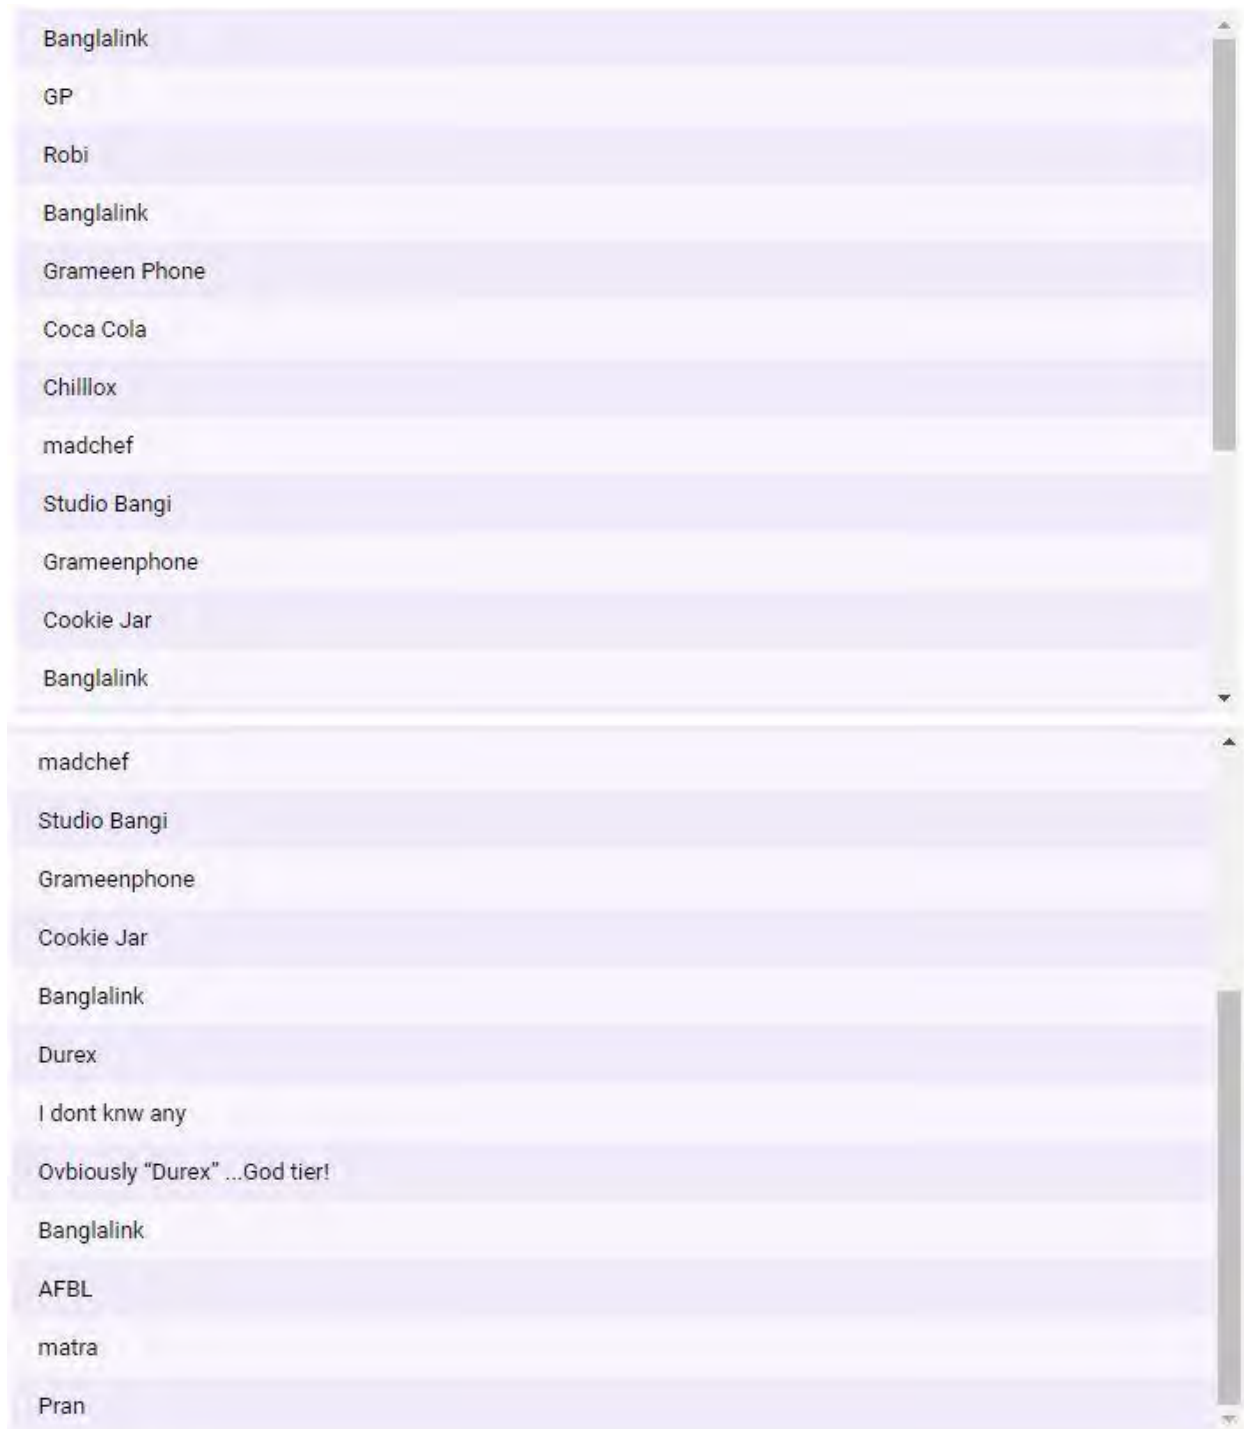 Banglalink
GP
Robi
Banglalink
Grameen Phone
Coca Cola
Chilllox
madchef
Studio Bangi
Grameenphone
Cookie Jar
Banglalink
madchef
Studio Bangi
Grameenphone
Cookie Jar
Banglalink
Durex
I dont knw any
Ovbiously “Durex” ...God tier!
Banglalink
AFBL
matra
Pran